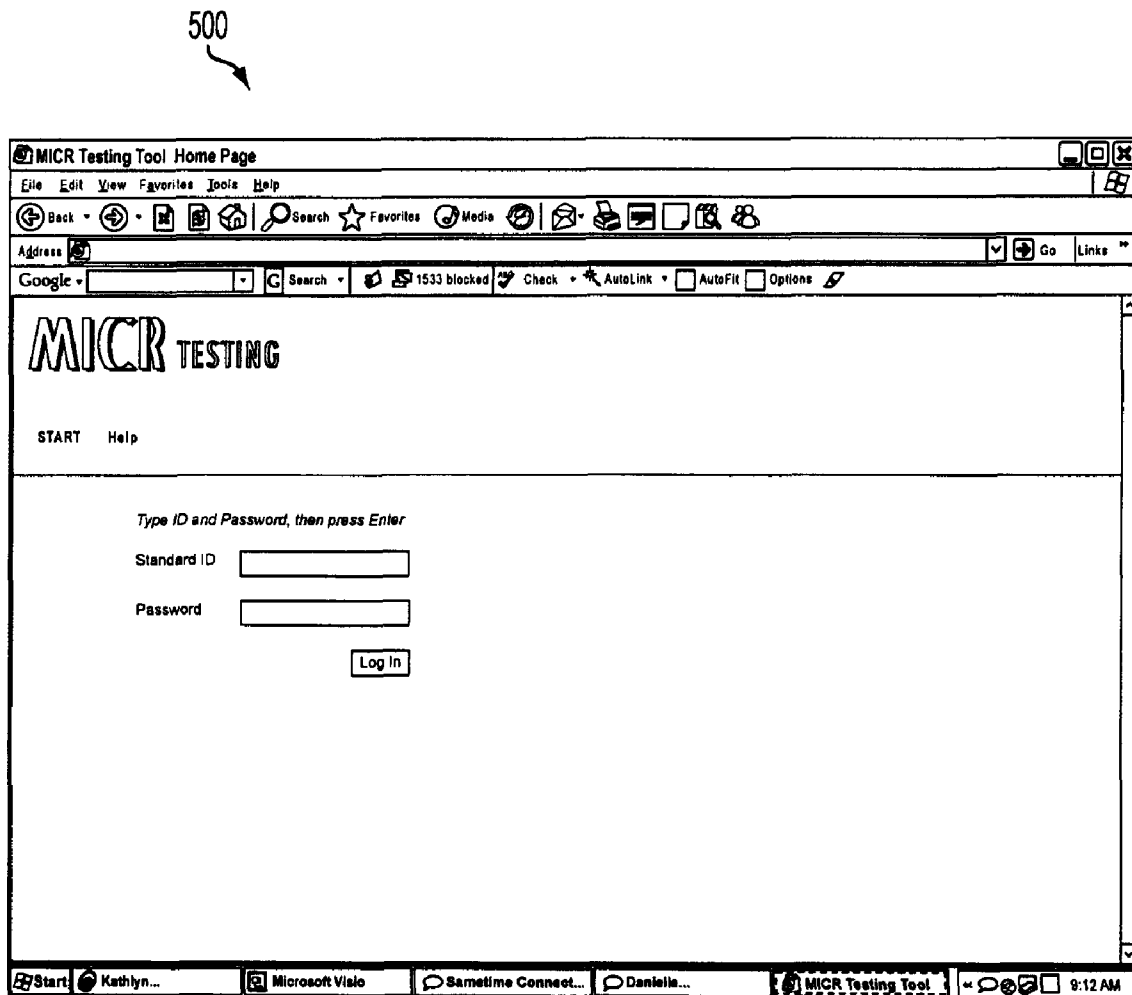 500
MICR Testing Tool Home Page
File Edit View Favorites Tools Help
Back Search Favorites Media
Address Go Links »
Google Search 1533 blocked Check AutoLink AutoFit Options
MICR TESTING
START Help
Type ID and Password, then press Enter
Standard ID
Password
Log In
Start Kathlyn... Microsoft Visio Sametime Connect... Danielle... MICR Testing Tool « 9:12 AM